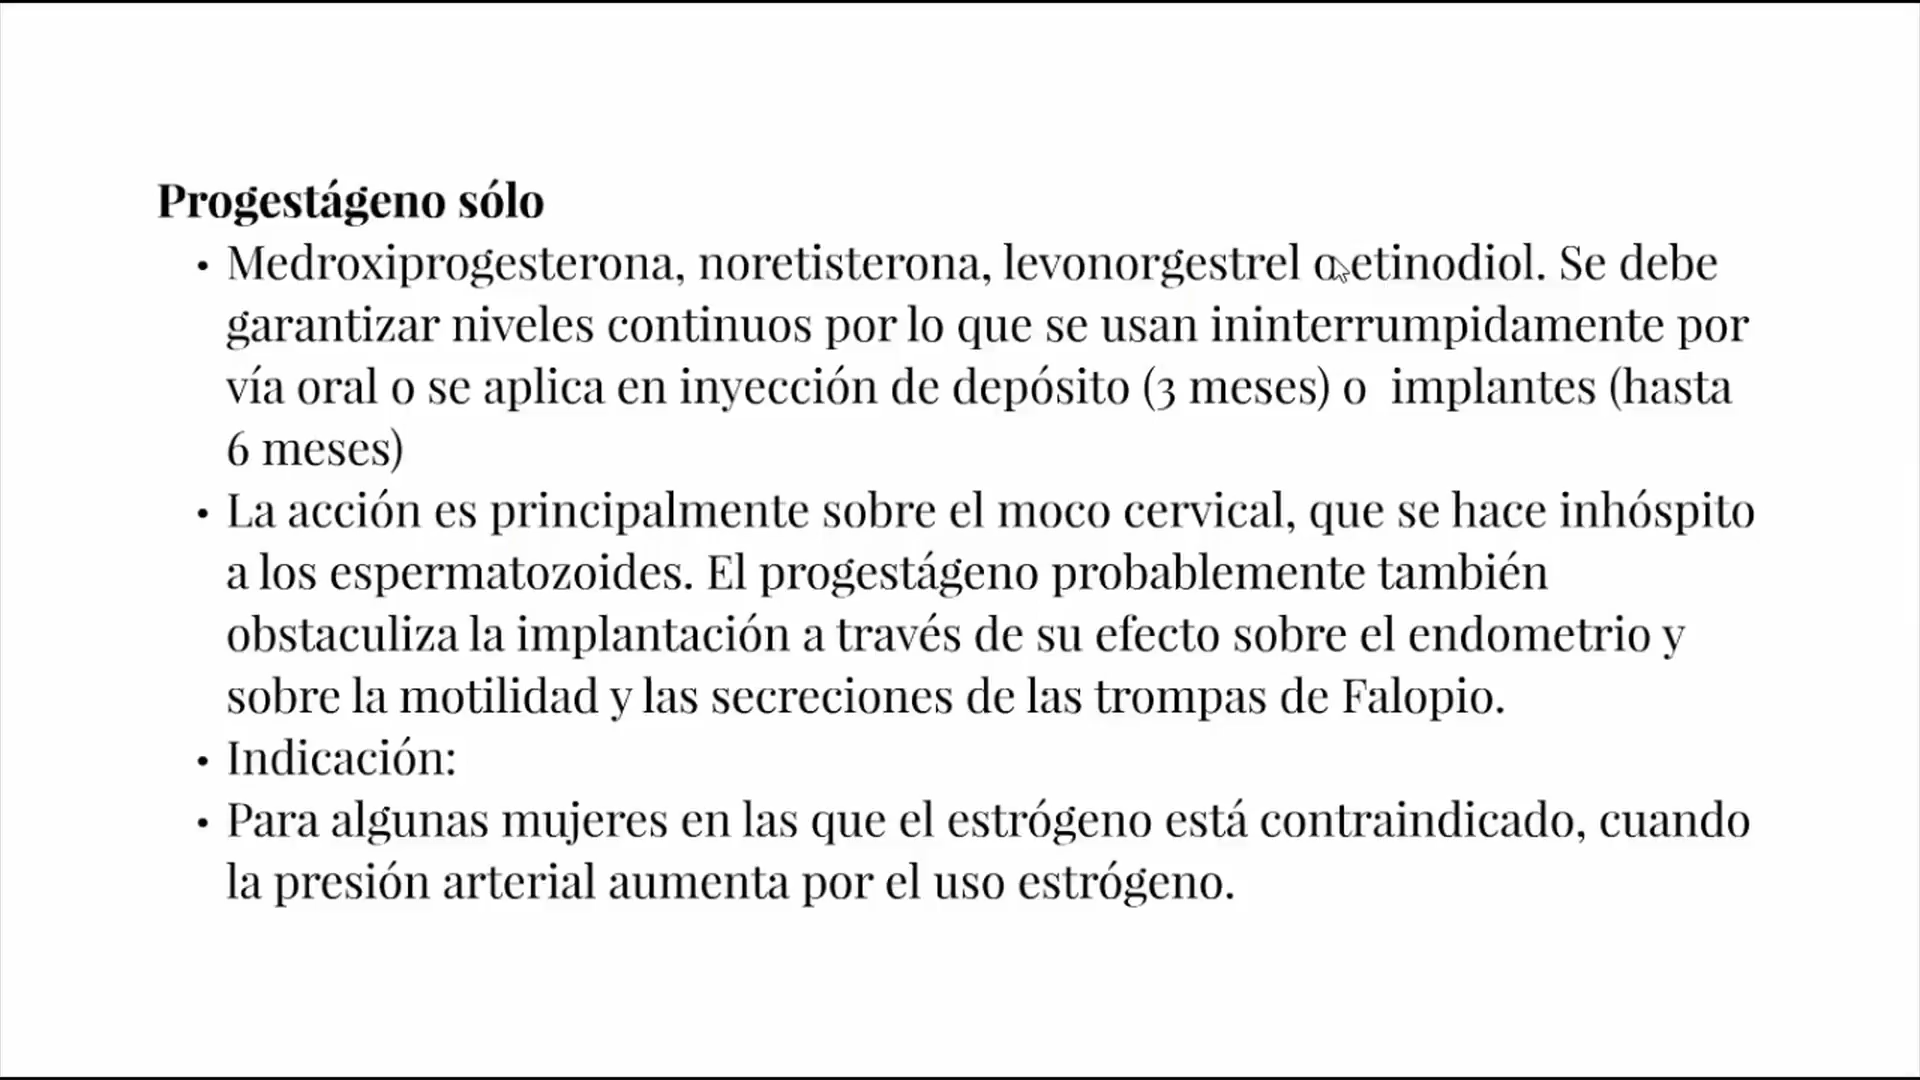 Progestágeno sólo
• Medroxiprogesterona, noretisterona, levonorgestrel o etinodiol. Se debe
garantizar niveles continuos por lo que se usan ininterrumpidamente por
vía oral o se aplica en inyección de depósito (3 meses) o implantes (hasta
6 meses)
• La acción es principalmente sobre el moco cervical, que se hace inhóspito
a los espermatozoides. El progestágeno probablemente también
obstaculiza la implantación a través de su efecto sobre el endometrio y
sobre la motilidad y las secreciones de las trompas de Falopio.
• Indicación:
• Para algunas mujeres en las que el estrógeno está contraindicado, cuando
la presión arterial aumenta por el uso estrógeno.